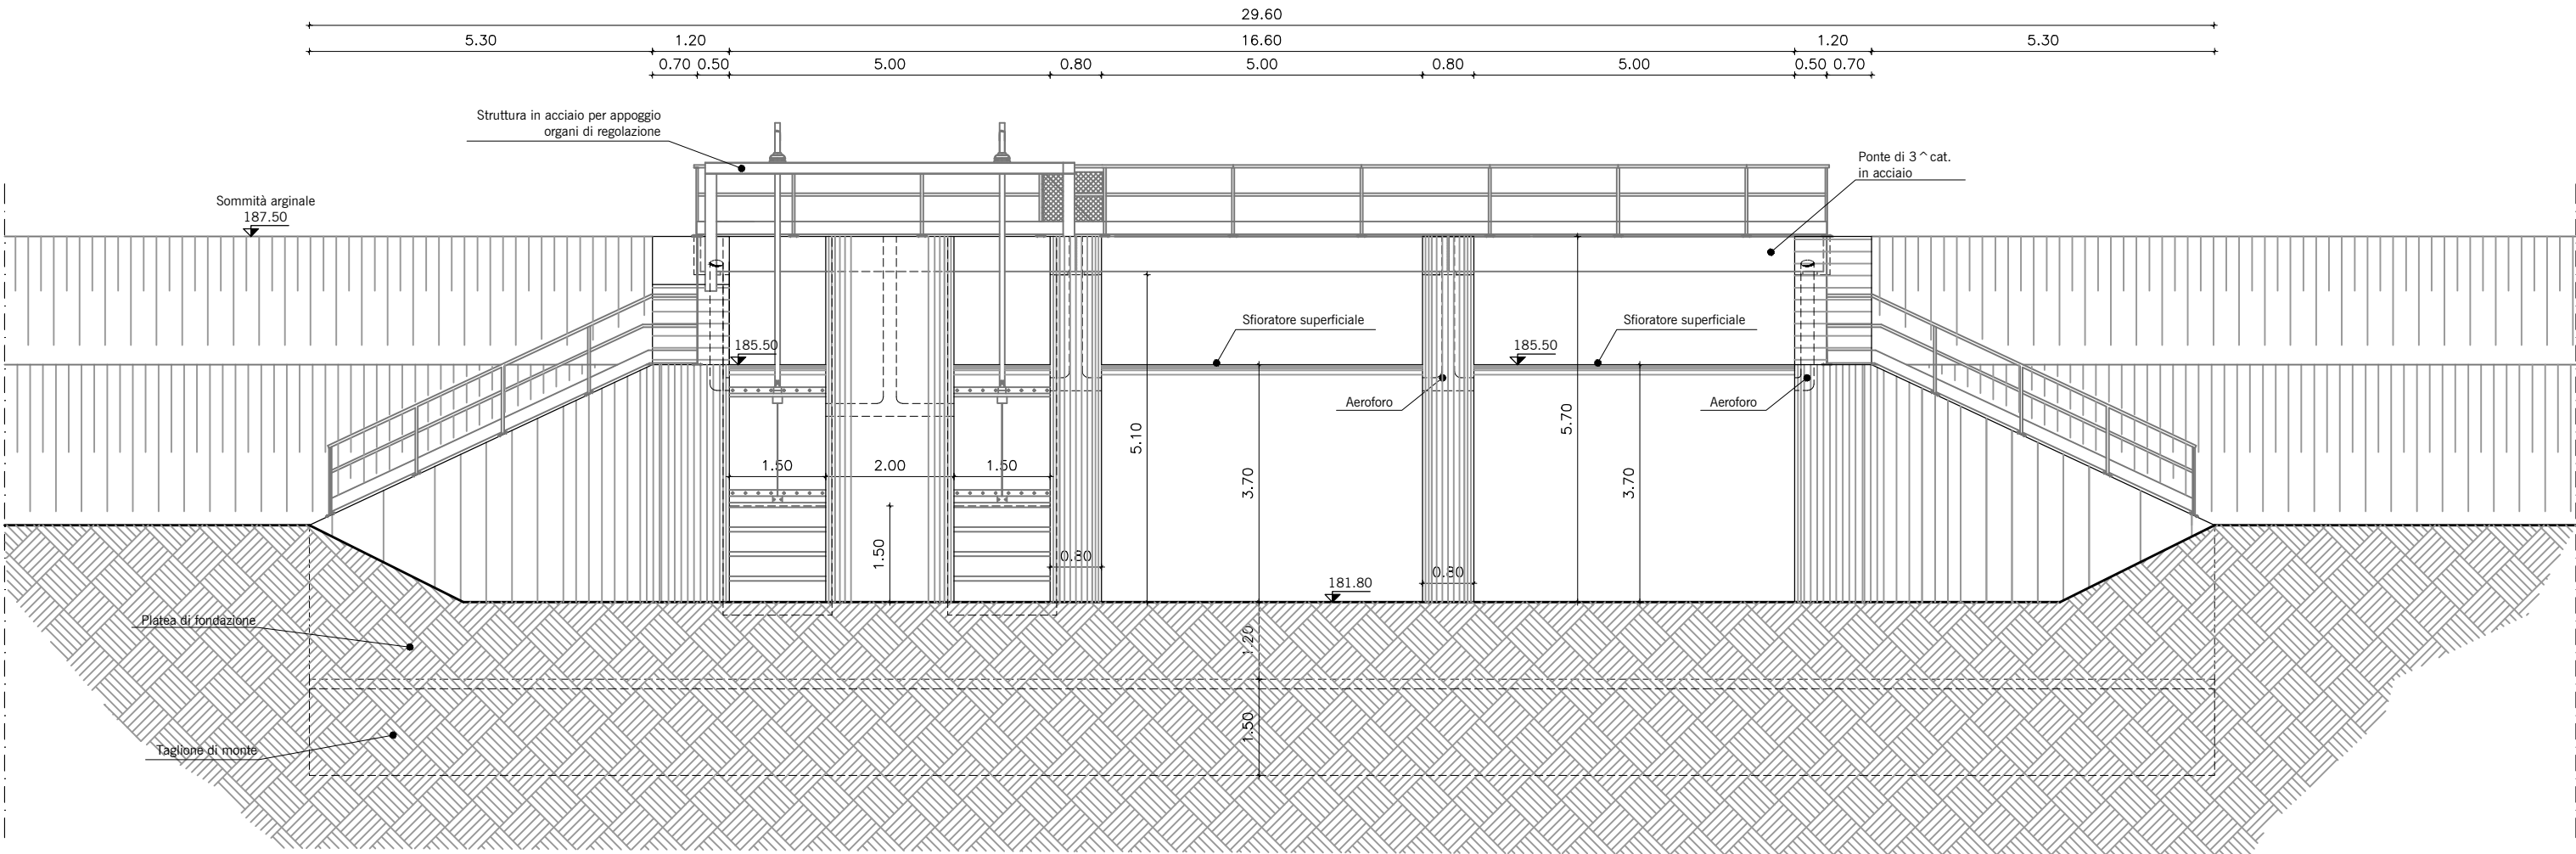 29.60
5.30
1.20
16.60
1.20
5.30
0.70
0.50
5.00
0.80
5.00
0.80
5.00
0.50
0.70
Struttura in acciaio per appoggio
organi di regolazione
Ponte di 3^cat.
in acciaio
Sommità arginale
187.50
Sfioratore superficiale
Sfioratore superficiale
185.50
185.50
Aeroforo
Aeroforo
5.10
5.70
1.50
2.00
1.50
3.70
3.70
1.50
0.80
0.80
181.80
Platea di fondazione
1.20
1.50
Taglione di monte